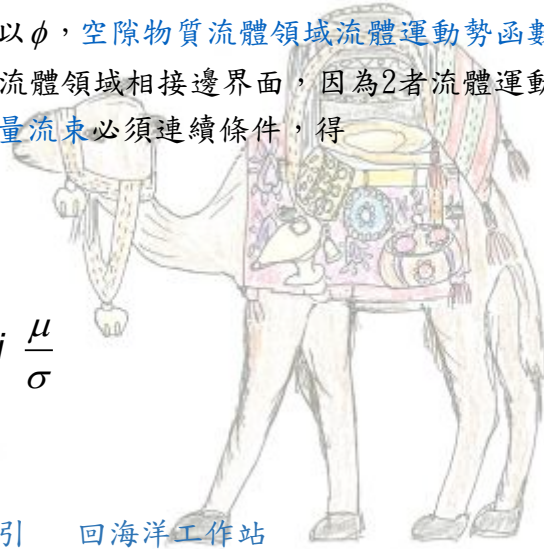 以ϕ，空隙物質流體領域流體運動勢函數
流體領域相接邊界面，因為2者流體運動
量流束必須連續條件，得
i μ/σ
引 回海洋工作站